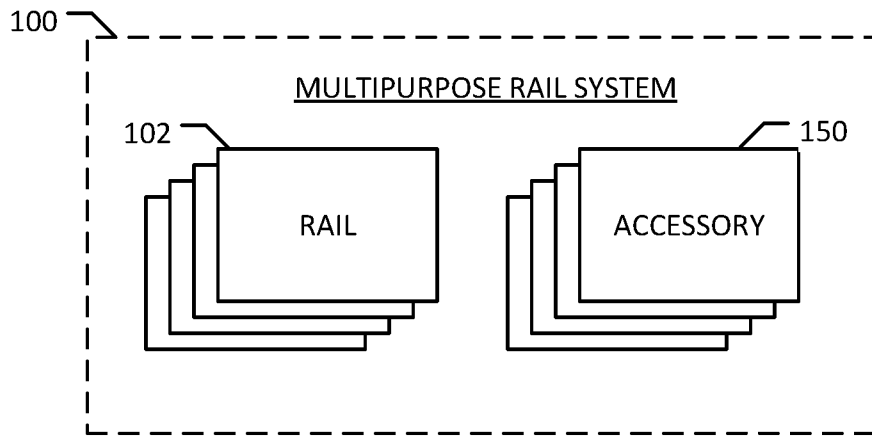 100
MULTIPURPOSE RAIL SYSTEM
102
150
RAIL
ACCESSORY